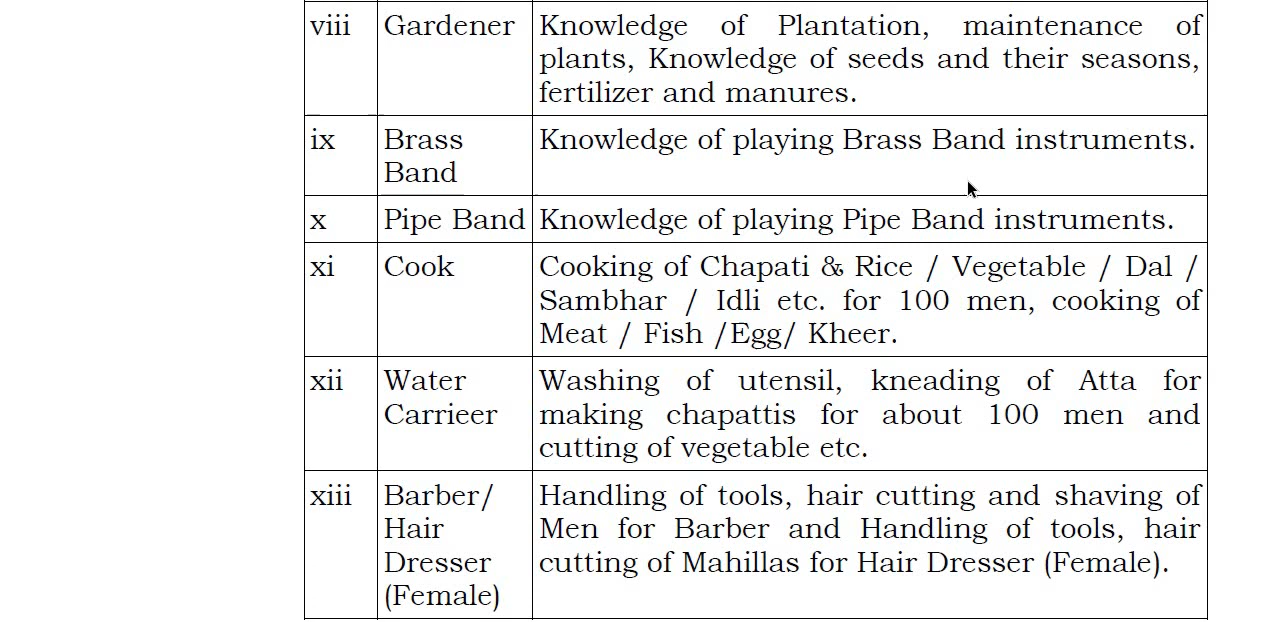 viii Gardener Knowledge of Plantation, maintenance of
plants, Knowledge of seeds and their seasons,
fertilizer and manures.
ix Brass Knowledge of playing Brass Band instruments.
Band
x Pipe Band Knowledge of playing Pipe Band instruments.
xi Cook Cooking of Chapati & Rice / Vegetable / Dal /
Sambhar / Idli etc. for 100 men, cooking of
Meat / Fish /Egg/ Kheer.
xii Water Washing of utensil, kneading of Atta for
Carrieer making chapattis for about 100 men and
cutting of vegetable etc.
xiii Barber/ Handling of tools, hair cutting and shaving of
Hair Men for Barber and Handling of tools, hair
Dresser cutting of Mahillas for Hair Dresser (Female).
(Female)